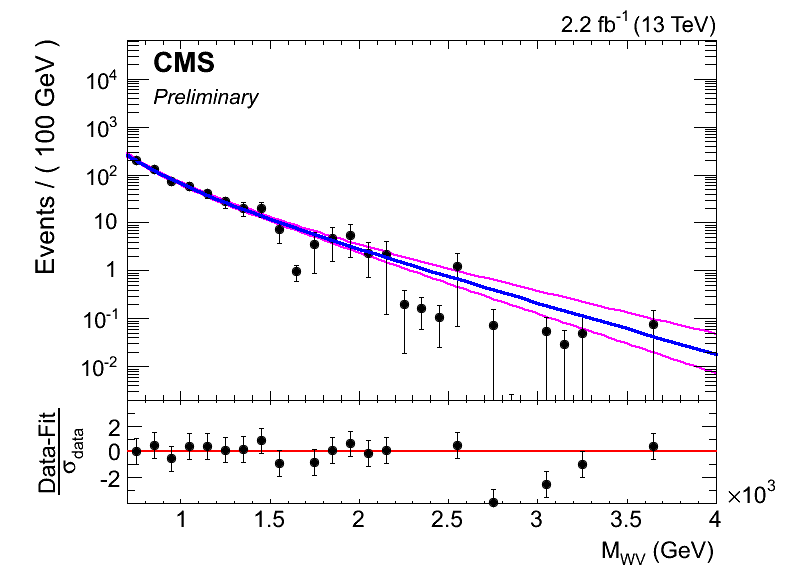 2.2 fb⁻¹ (13 TeV)
CMS
Preliminary
Events / ( 100 GeV )
10⁴
10³
10²
10
1
10⁻¹
10⁻²
Data-Fit
σ_data
2
0
-2
1
1.5
2
2.5
3
3.5
4
×10³
M_WV (GeV)